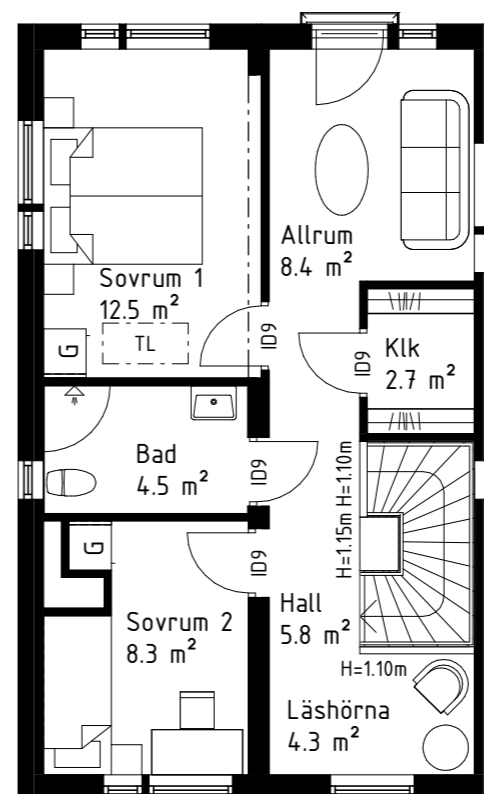 Allrum
8.4 m²
Sovrum 1
12.5 m²
TL
G
ID9
ID9
Klk
2.7 m²
Bad
4.5 m²
ID9
H=1.15m H=1.10m
G
ID9
Hall
5.8 m²
Sovrum 2
8.3 m²
H=1.10m
Läshörna
4.3 m²